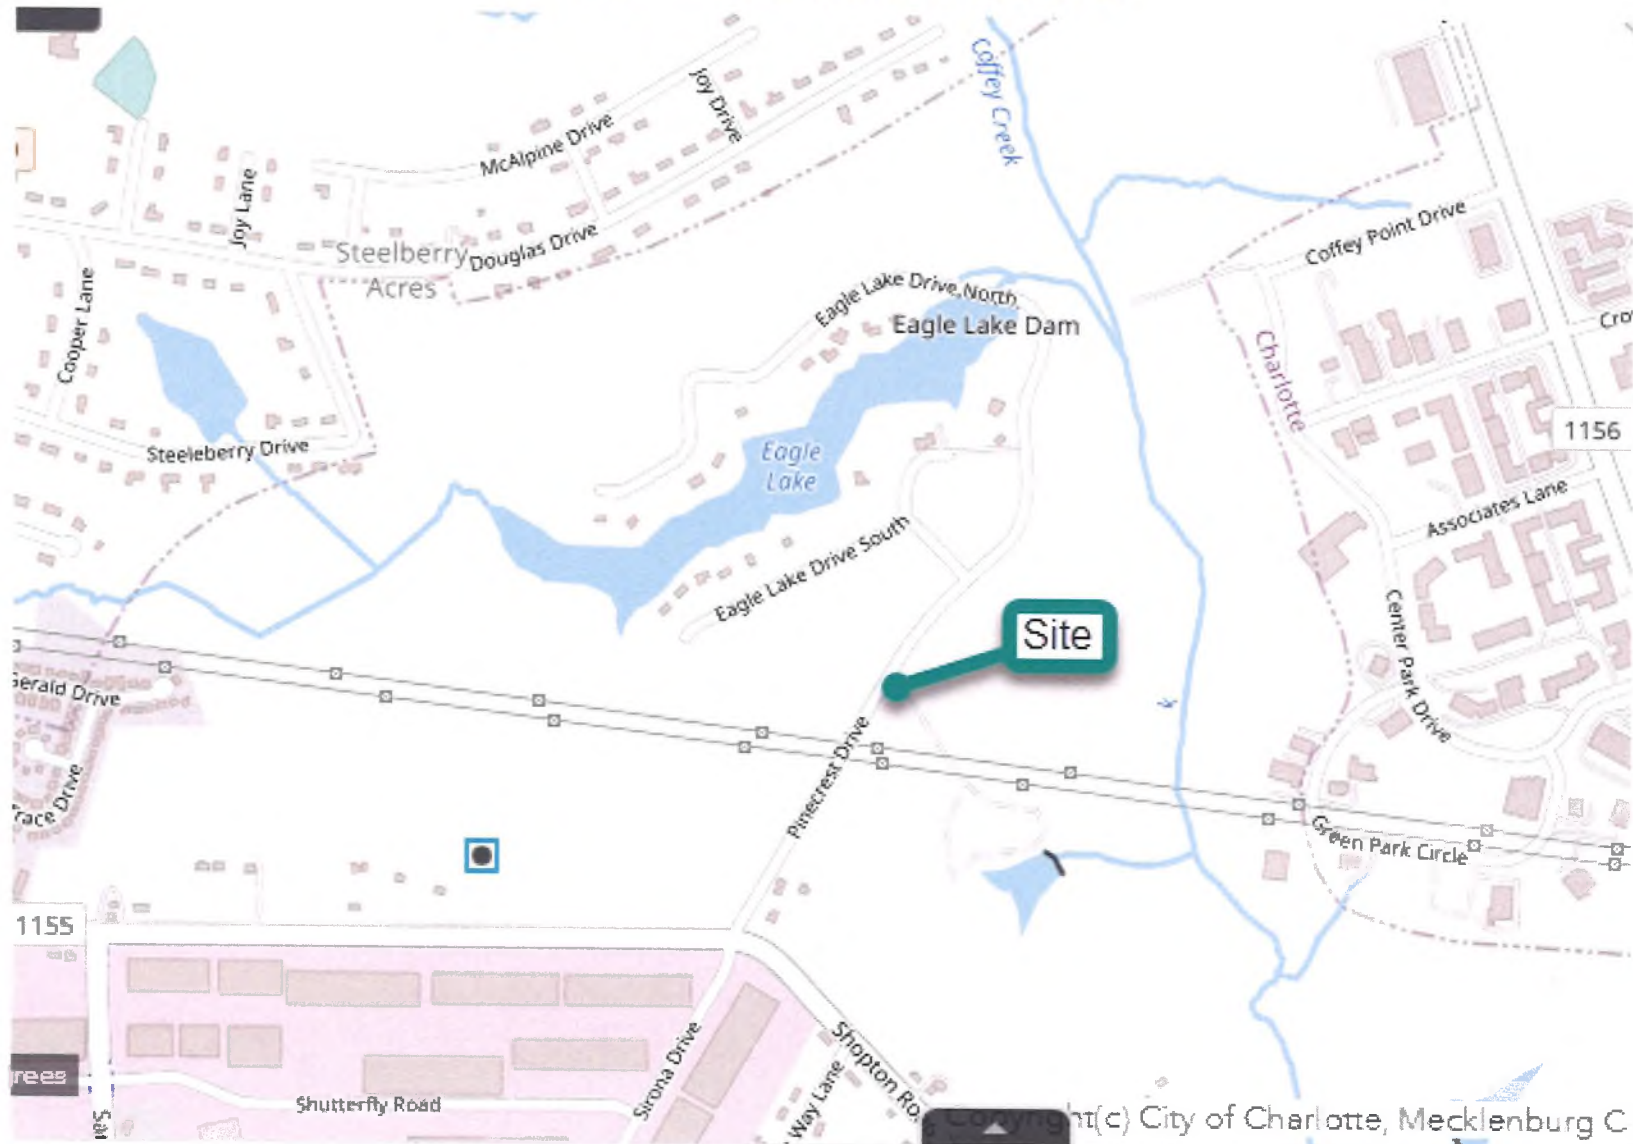 Coffey Creek
Joy Drive
McAlpine Drive
Joy Lane
Coffey Point Drive
Steelberry
Acres
Douglas Drive
Cooper Lane
Eagle Lake Drive North
Eagle Lake Dam
Charlotte
Cro
1156
Steeleberry Drive
Eagle
Lake
Associates Lane
Eagle Lake Drive South
Site
Center Park Drive
Gerald Drive
Pinecrest Drive
Trace Drive
Green Park Circle
1155
Sirona Drive
Shopton Ro
rees
Shutterfly Road
Way Lane
(c) City of Charlotte, Mecklenburg C